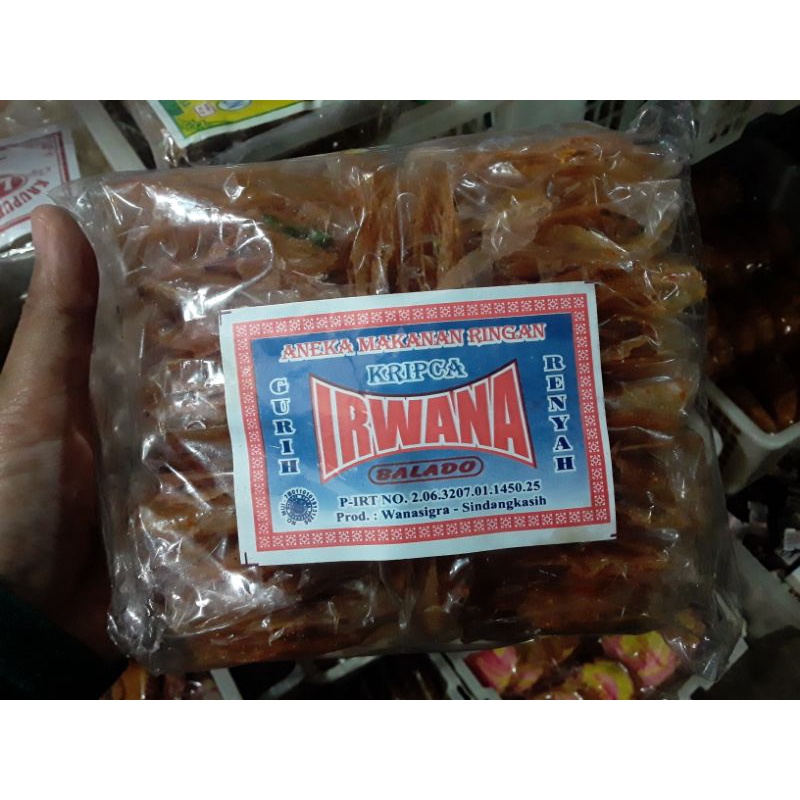 ANEKA MAKANAN RINGAN
KRIPCA
GURIH
IRWANA
RENYAH
BALADO
P-IRT NO. 2.06.3207.01.1450.25
Prod. : Wanasigra - Sindangkasih